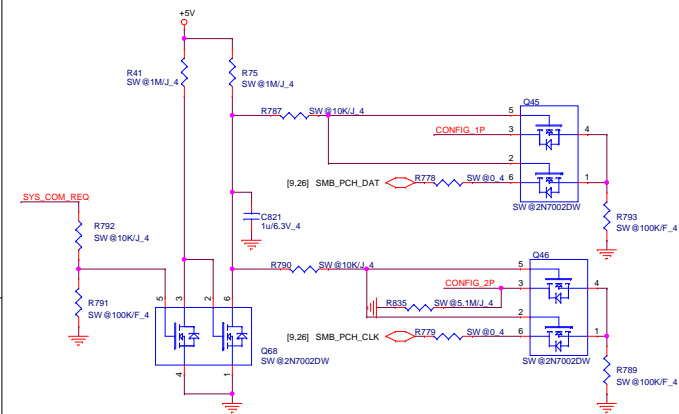 +5V
R41
SW@1M/J_4
R75
SW@1M/J_4
R787
SW@10K/J_4
Q45
5
CONFIG_1P
3
4
2
[9,26] SMB_PCH_DAT
R778
SW@0_4
6
1
SW@2N7002DW
SYS_COM_REQ
R792
SW@10K/J_4
C821
1u/6.3V_4
R793
SW@100K/F_4
R790
SW@10K/J_4
Q46
5
CONFIG_2P
3
4
R791
SW@100K/F_4
5
3
2
6
R835
SW@5.1M/J_4
2
[9,26] SMB_PCH_CLK
R779
SW@0_4
6
1
Q68
SW@2N7002DW
SW@2N7002DW
4
1
R789
SW@100K/F_4